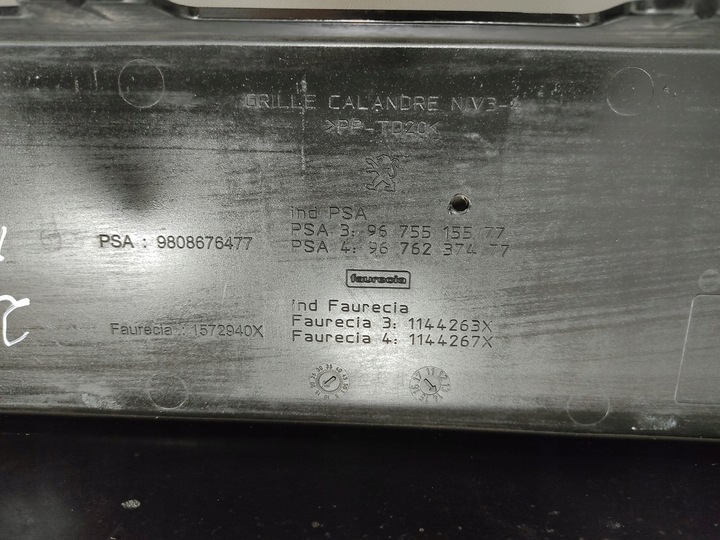 GRILLE CALANDRE NIV3-4
>PP-TD20<
ind PSA
PSA 3: 96 755 155 77
PSA 4: 96 762 374 77
PSA : 9808676477
faurecia
ind Faurecia
Faurecia 3: 1144263X
Faurecia 4: 1144267X
Faurecia : 1572940X
2